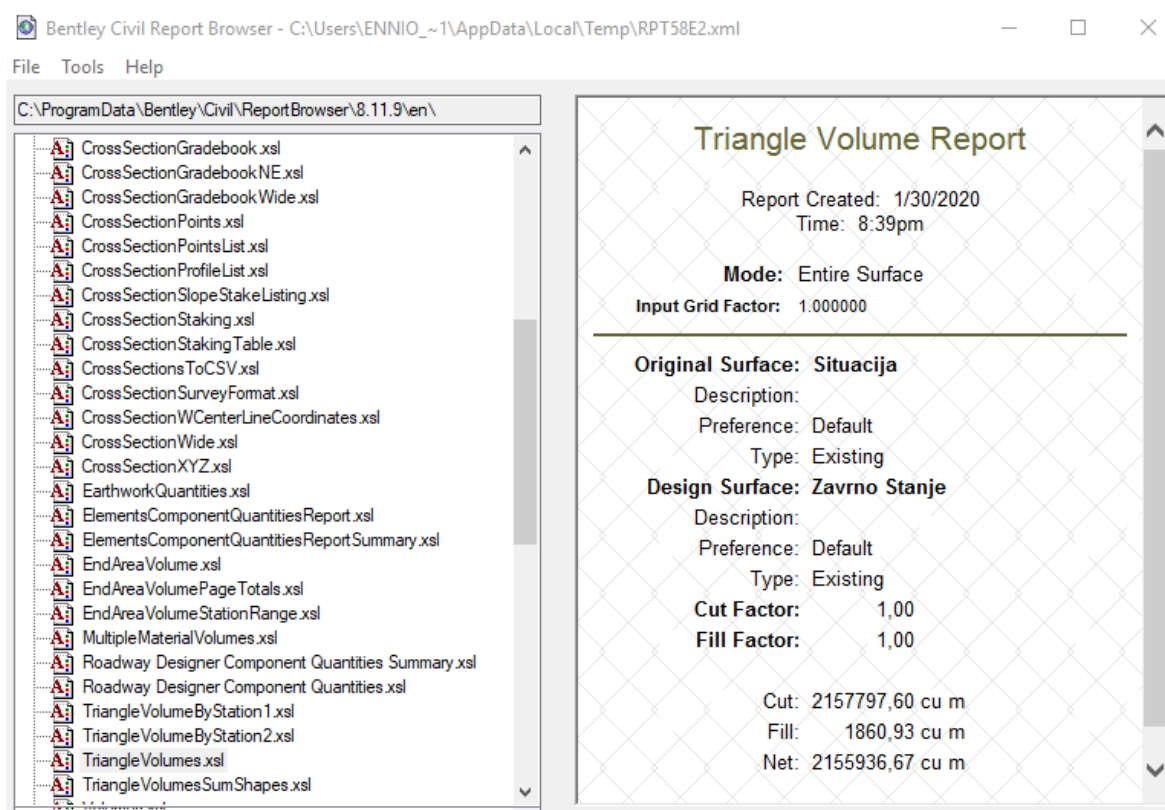 Bentley Civil Report Browser - C:\Users\ENNIO_~1\AppData\Local\Temp\RPT58E2.xml
File Tools Help
C:\ProgramData\Bentley\Civil\ReportBrowser\8.11.9\en\
CrossSectionGradebook.xsl
CrossSectionGradebookNE.xsl
CrossSectionGradebookWide.xsl
CrossSectionPoints.xsl
CrossSectionPointsList.xsl
CrossSectionProfileList.xsl
CrossSectionSlopeStakeListing.xsl
CrossSectionStaking.xsl
CrossSectionStakingTable.xsl
CrossSectionsToCSV.xsl
CrossSectionSurveyFormat.xsl
CrossSectionWCenterLineCoordinates.xsl
CrossSectionWide.xsl
CrossSectionXYZ.xsl
EarthworkQuantities.xsl
ElementsComponentQuantitiesReport.xsl
ElementsComponentQuantitiesReportSummary.xsl
EndAreaVolume.xsl
EndAreaVolumePageTotals.xsl
EndAreaVolumeStationRange.xsl
MultipleMaterialVolumes.xsl
Roadway Designer Component Quantities Summary.xsl
Roadway Designer Component Quantities.xsl
TriangleVolumeByStation1.xsl
TriangleVolumeByStation2.xsl
TriangleVolumes.xsl
TriangleVolumesSumShapes.xsl
Triangle Volume Report
Report Created: 1/30/2020
Time: 8:39pm
Mode: Entire Surface
Input Grid Factor: 1.000000
Original Surface: Situacija
Description:
Preference: Default
Type: Existing
Design Surface: Zavrno Stanje
Description:
Preference: Default
Type: Existing
Cut Factor: 1,00
Fill Factor: 1,00
Cut: 2157797,60 cu m
Fill: 1860,93 cu m
Net: 2155936,67 cu m